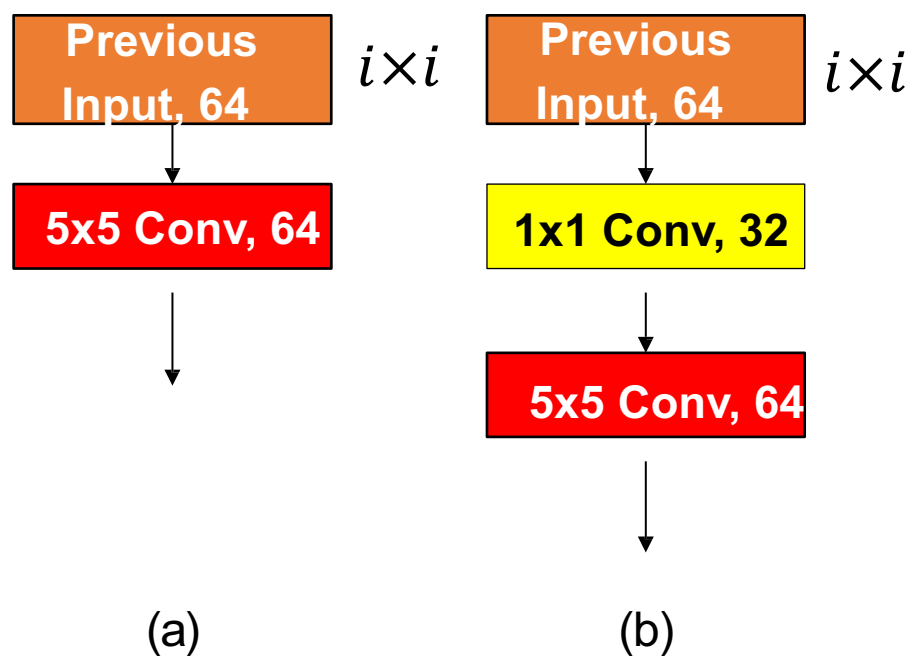 Previous
Input, 64
i×i
5x5 Conv, 64
(a)
Previous
Input, 64
i×i
1x1 Conv, 32
5x5 Conv, 64
(b)